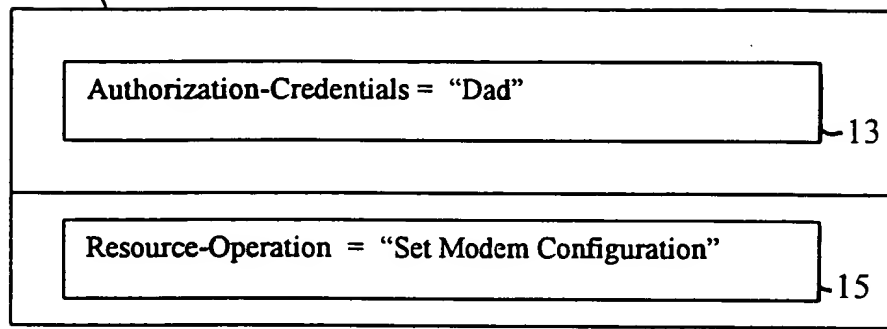 Authorization-Credentials = “Dad”
13
Resource-Operation = “Set Modem Configuration”
15